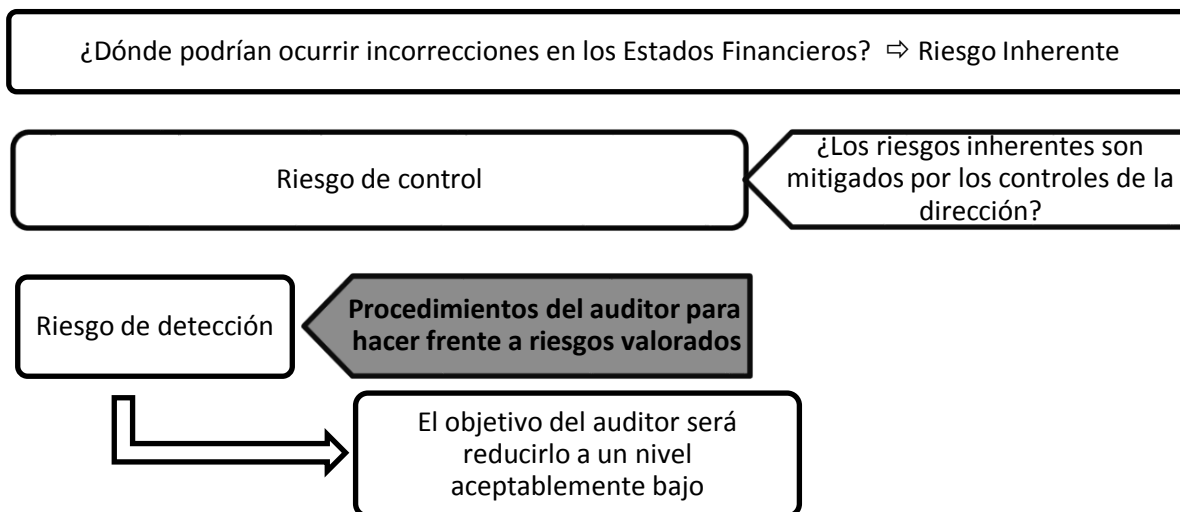 ¿Dónde podrían ocurrir incorrecciones en los Estados Financieros? ⇨ Riesgo Inherente
Riesgo de control
¿Los riesgos inherentes son
mitigados por los controles de la
dirección?
Riesgo de detección
Procedimientos del auditor para
hacer frente a riesgos valorados
El objetivo del auditor será
reducirlo a un nivel
aceptablemente bajo